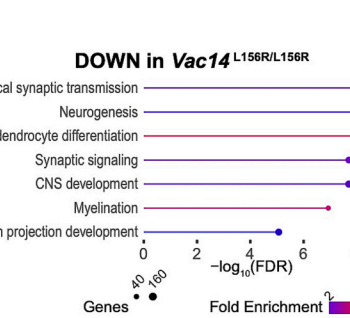 DOWN in Vac14 L156R/L156R
cal synaptic transmission
Neurogenesis
dendrocyte differentiation
Synaptic signaling
CNS development
Myelination
n projection development
0 2 4 6
−log10(FDR)
40 160 2
Genes Fold Enrichment